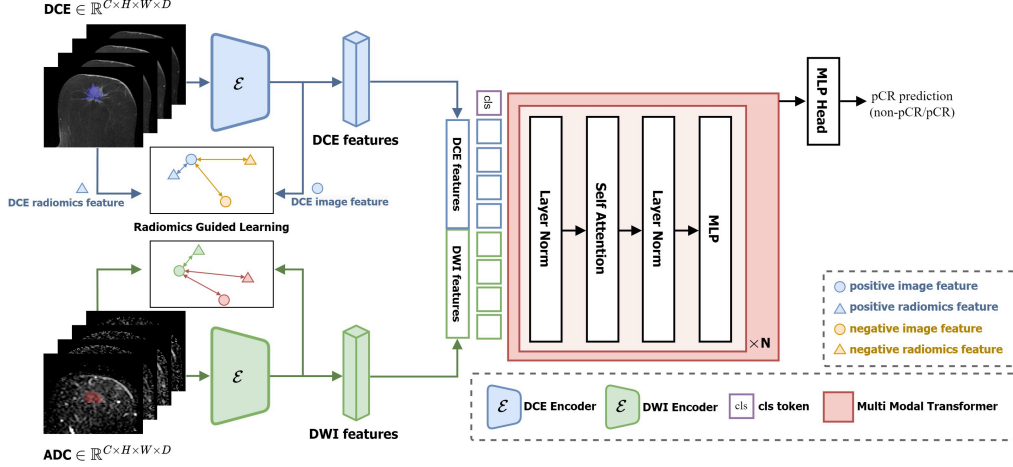 DCE ∈ ℝ^{C×H×W×D}
ℰ
DCE features
DCE radiomics feature
DCE image feature
Radiomics Guided Learning
ℰ
DWI features
ADC ∈ ℝ^{C×H×W×D}
cls
DCE features
DWI features
Layer Norm
Self Attention
Layer Norm
MLP
×N
MLP Head
pCR prediction
(non-pCR/pCR)
positive image feature
positive radiomics feature
negative image feature
negative radiomics feature
ℰ DCE Encoder
ℰ DWI Encoder
cls cls token
Multi Modal Transformer